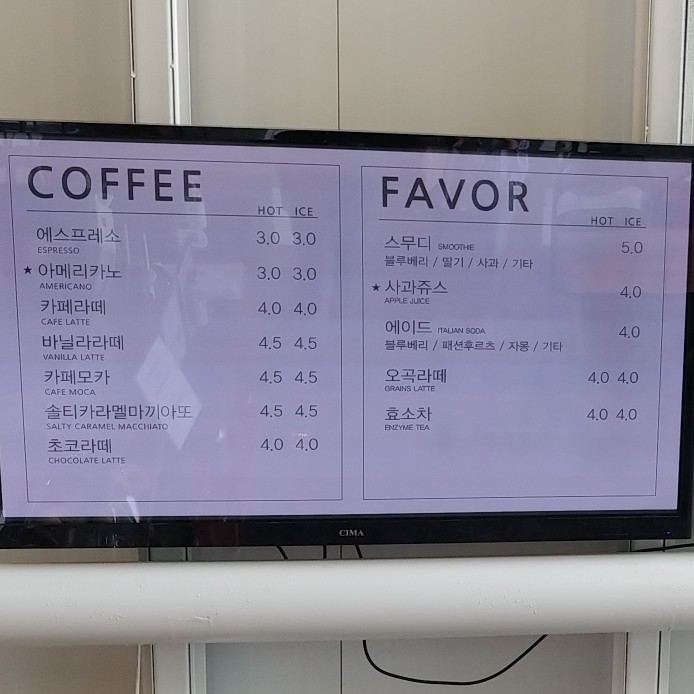 COFFEE
HOT ICE
에스프레소 3.0 3.0
ESPRESSO
★ 아메리카노 3.0 3.0
AMERICANO
카페라떼 4.0 4.0
CAFE LATTE
바닐라라떼 4.5 4.5
VANILLA LATTE
카페모카 4.5 4.5
CAFE MOCA
솔티카라멜마끼아또 4.5 4.5
SALTY CARAMEL MACCHIATO
초코라떼 4.0 4.0
CHOCOLATE LATTE
FAVOR
HOT ICE
스무디 SMOOTHIE 5.0
블루베리 / 딸기 / 사과 / 기타
★ 사과쥬스 4.0
APPLE JUICE
에이드 ITALIAN SODA 4.0
블루베리 / 패션후르츠 / 자몽 / 기타
오곡라떼 4.0 4.0
GRAINS LATTE
효소차 4.0 4.0
ENZYME TEA
CIMA